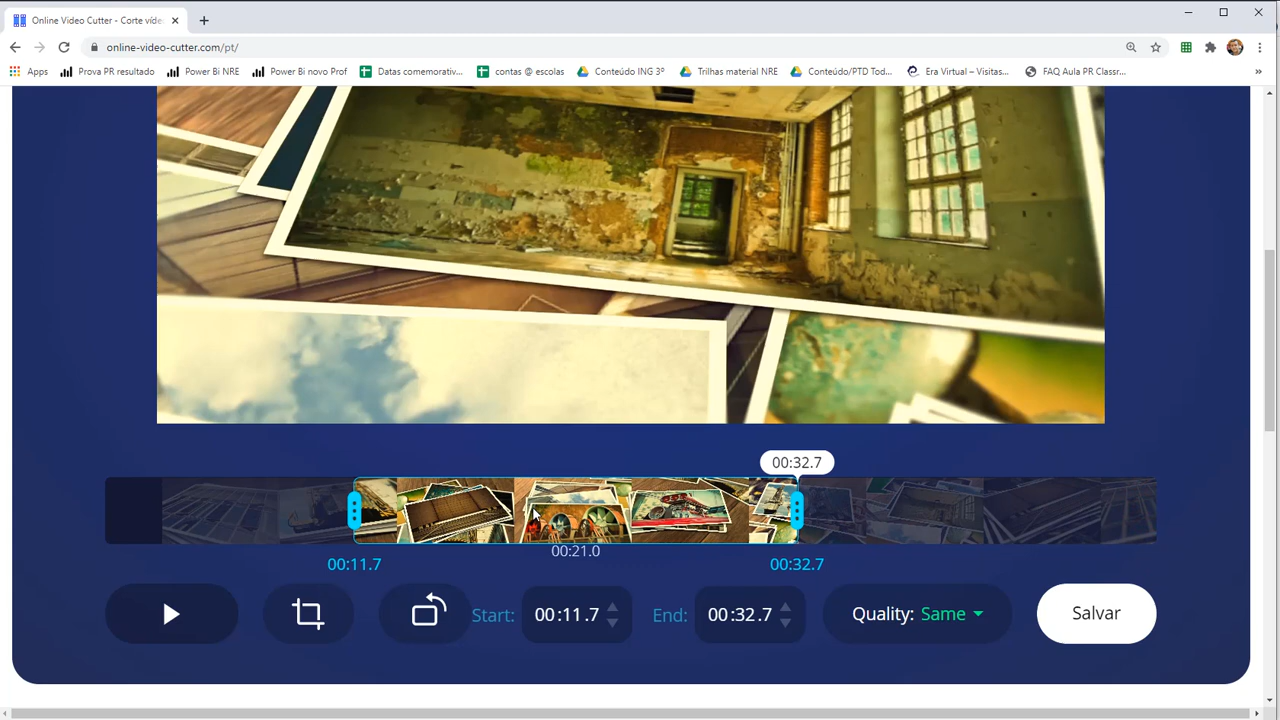 Online Video Cutter - Corte víde
online-video-cutter.com/pt/
Apps Prova PR resultado Power Bi NRE Power Bi novo Prof Datas comemorativ... contas @ escolas Conteúdo ING 3º Trilhas material NRE Conteúdo/PTD Tod... Era Virtual – Visitas... FAQ Aula PR Classr... »
00:32.7
00:21.0
00:11.7 00:32.7
Start: 00:11.7 End: 00:32.7 Quality: Same Salvar